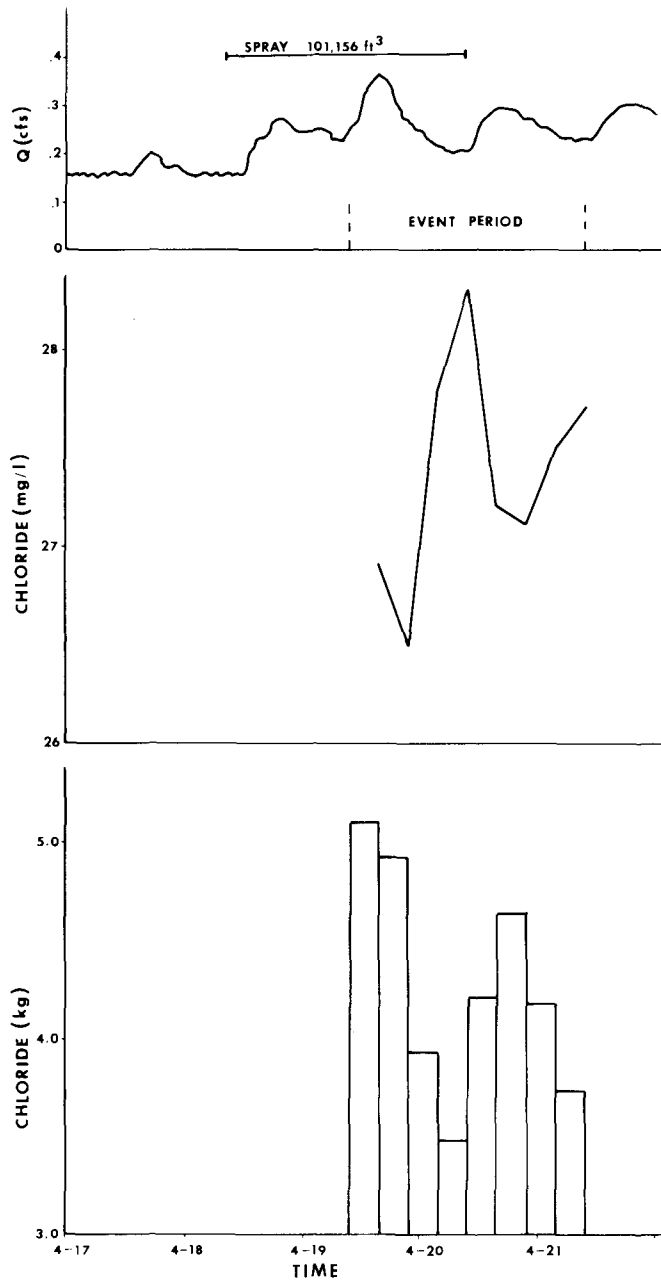 SPRAY 101,156 ft³
Q (cfs)
.4
.3
.2
.1
0
EVENT PERIOD
CHLORIDE (mg/l)
28
27
26
CHLORIDE (kg)
5.0
4.0
3.0
4-17 4-18 4-19 4-20 4-21
TIME